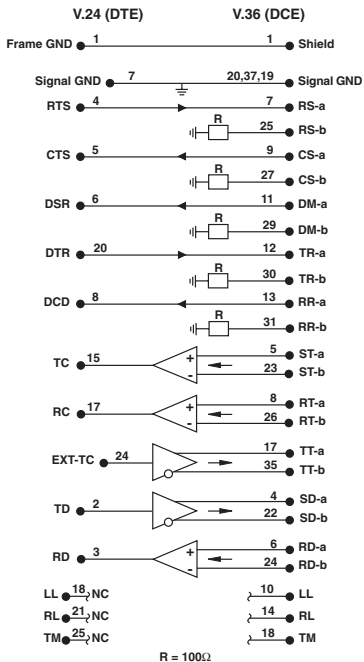 V.24 (DTE) V.36 (DCE)
Frame GND 1 1 Shield
Signal GND 7 20,37,19 Signal GND
RTS 4 7 RS-a
R 25 RS-b
CTS 5 9 CS-a
R 27 CS-b
DSR 6 11 DM-a
R 29 DM-b
DTR 20 12 TR-a
R 30 TR-b
DCD 8 13 RR-a
R 31 RR-b
TC 15 + 5 ST-a
- 23 ST-b
RC 17 + 8 RT-a
- 26 RT-b
EXT-TC 24 17 TT-a
35 TT-b
TD 2 4 SD-a
22 SD-b
RD 3 + 6 RD-a
- 24 RD-b
LL 18 NC 10 LL
RL 21 NC 14 RL
TM 25 NC 18 TM
R = 100Ω